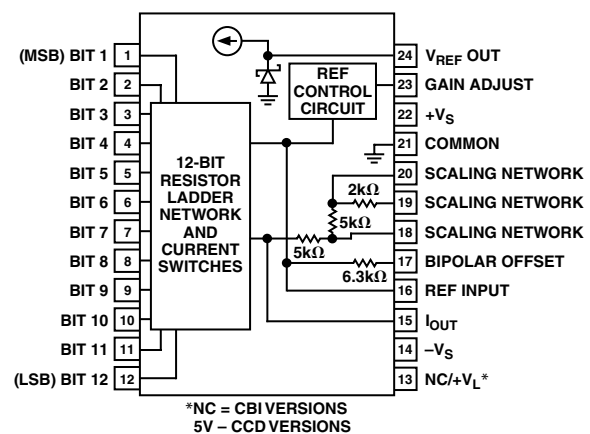 (MSB) BIT 1 1
BIT 2 2
BIT 3 3
BIT 4 4
BIT 5 5
BIT 6 6
BIT 7 7
BIT 8 8
BIT 9 9
BIT 10 10
BIT 11 11
(LSB) BIT 12 12
12-BIT
RESISTOR
LADDER
NETWORK
AND
CURRENT
SWITCHES
REF
CONTROL
CIRCUIT
2kΩ
5kΩ
5kΩ
6.3kΩ
24 VREF OUT
23 GAIN ADJUST
22 +VS
21 COMMON
20 SCALING NETWORK
19 SCALING NETWORK
18 SCALING NETWORK
17 BIPOLAR OFFSET
16 REF INPUT
15 IOUT
14 –VS
13 NC/+VL*
*NC = CBI VERSIONS
5V – CCD VERSIONS